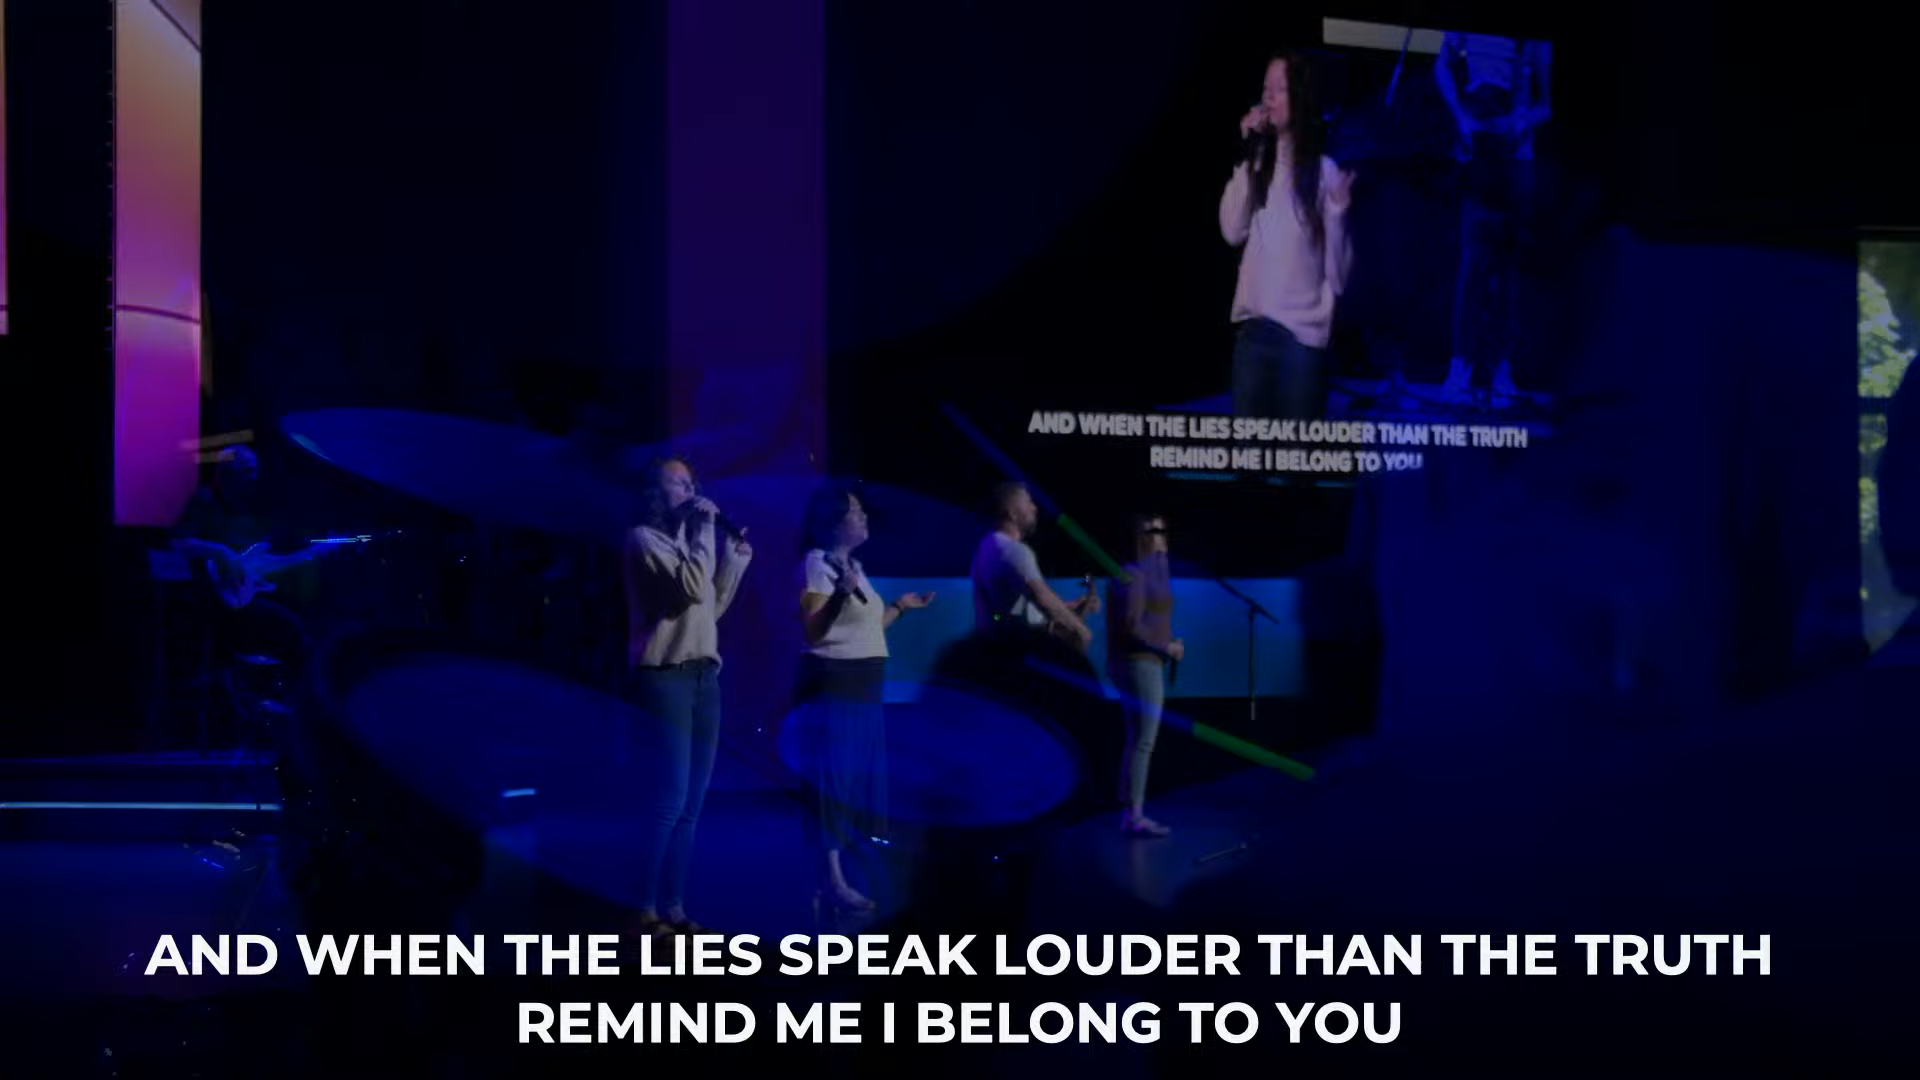 AND WHEN THE LIES SPEAK LOUDER THAN THE TRUTH
REMIND ME I BELONG TO YOU
AND WHEN THE LIES SPEAK LOUDER THAN THE TRUTH
REMIND ME I BELONG TO YOU